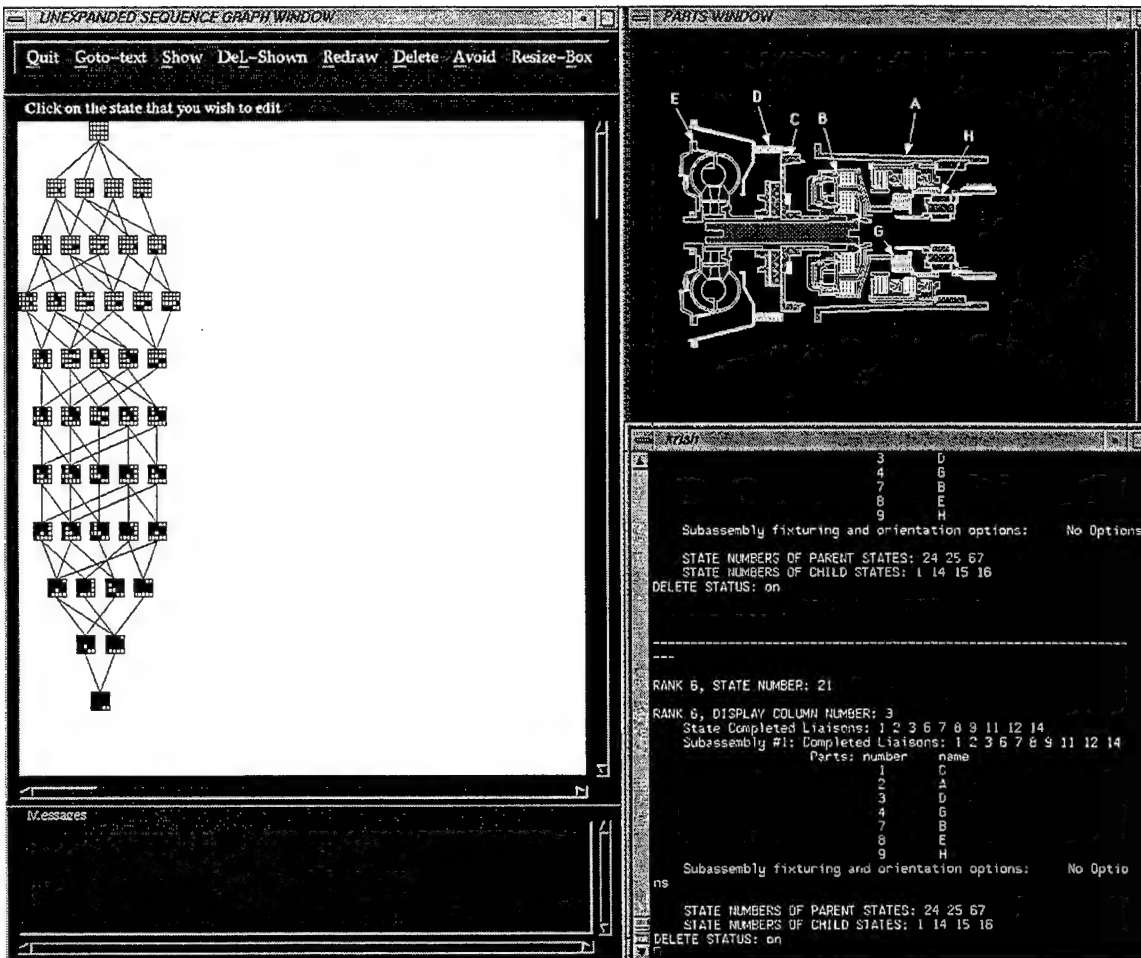 UNEXPANDED SEQUENCE GRAPH WINDOW
Quit Goto-text Show DeL-Shown Redraw Delete Avoid Resize-Box
Click on the state that you wish to edit
Messages
PARTS WINDOW
E D C B A H
G
krish
3 D
4 G
7 B
8 E
9 H
Subassembly fixturing and orientation options: No Options
STATE NUMBERS OF PARENT STATES: 24 25 67
STATE NUMBERS OF CHILD STATES: 1 14 15 16
DELETE STATUS: on
--------------------------------------------------------------------------------
---
RANK 6, STATE NUMBER: 21
RANK 6, DISPLAY COLUMN NUMBER: 3
State Completed Liaisons: 1 2 3 6 7 8 9 11 12 14
Subassembly #1: Completed Liaisons: 1 2 3 6 7 8 9 11 12 14
Parts: number name
1 C
2 A
3 D
4 G
7 B
8 E
9 H
Subassembly fixturing and orientation options: No Optio
ns
STATE NUMBERS OF PARENT STATES: 24 25 67
STATE NUMBERS OF CHILD STATES: 1 14 15 16
DELETE STATUS: on